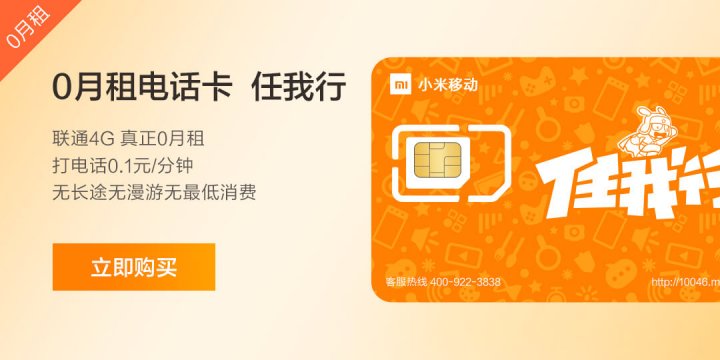 0月租
0月租电话卡 任我行
联通4G 真正0月租
打电话0.1元/分钟
无长途无漫游无最低消费
立即购买
小米移动
任我行
客服热线 400-922-3838
http://10046.m